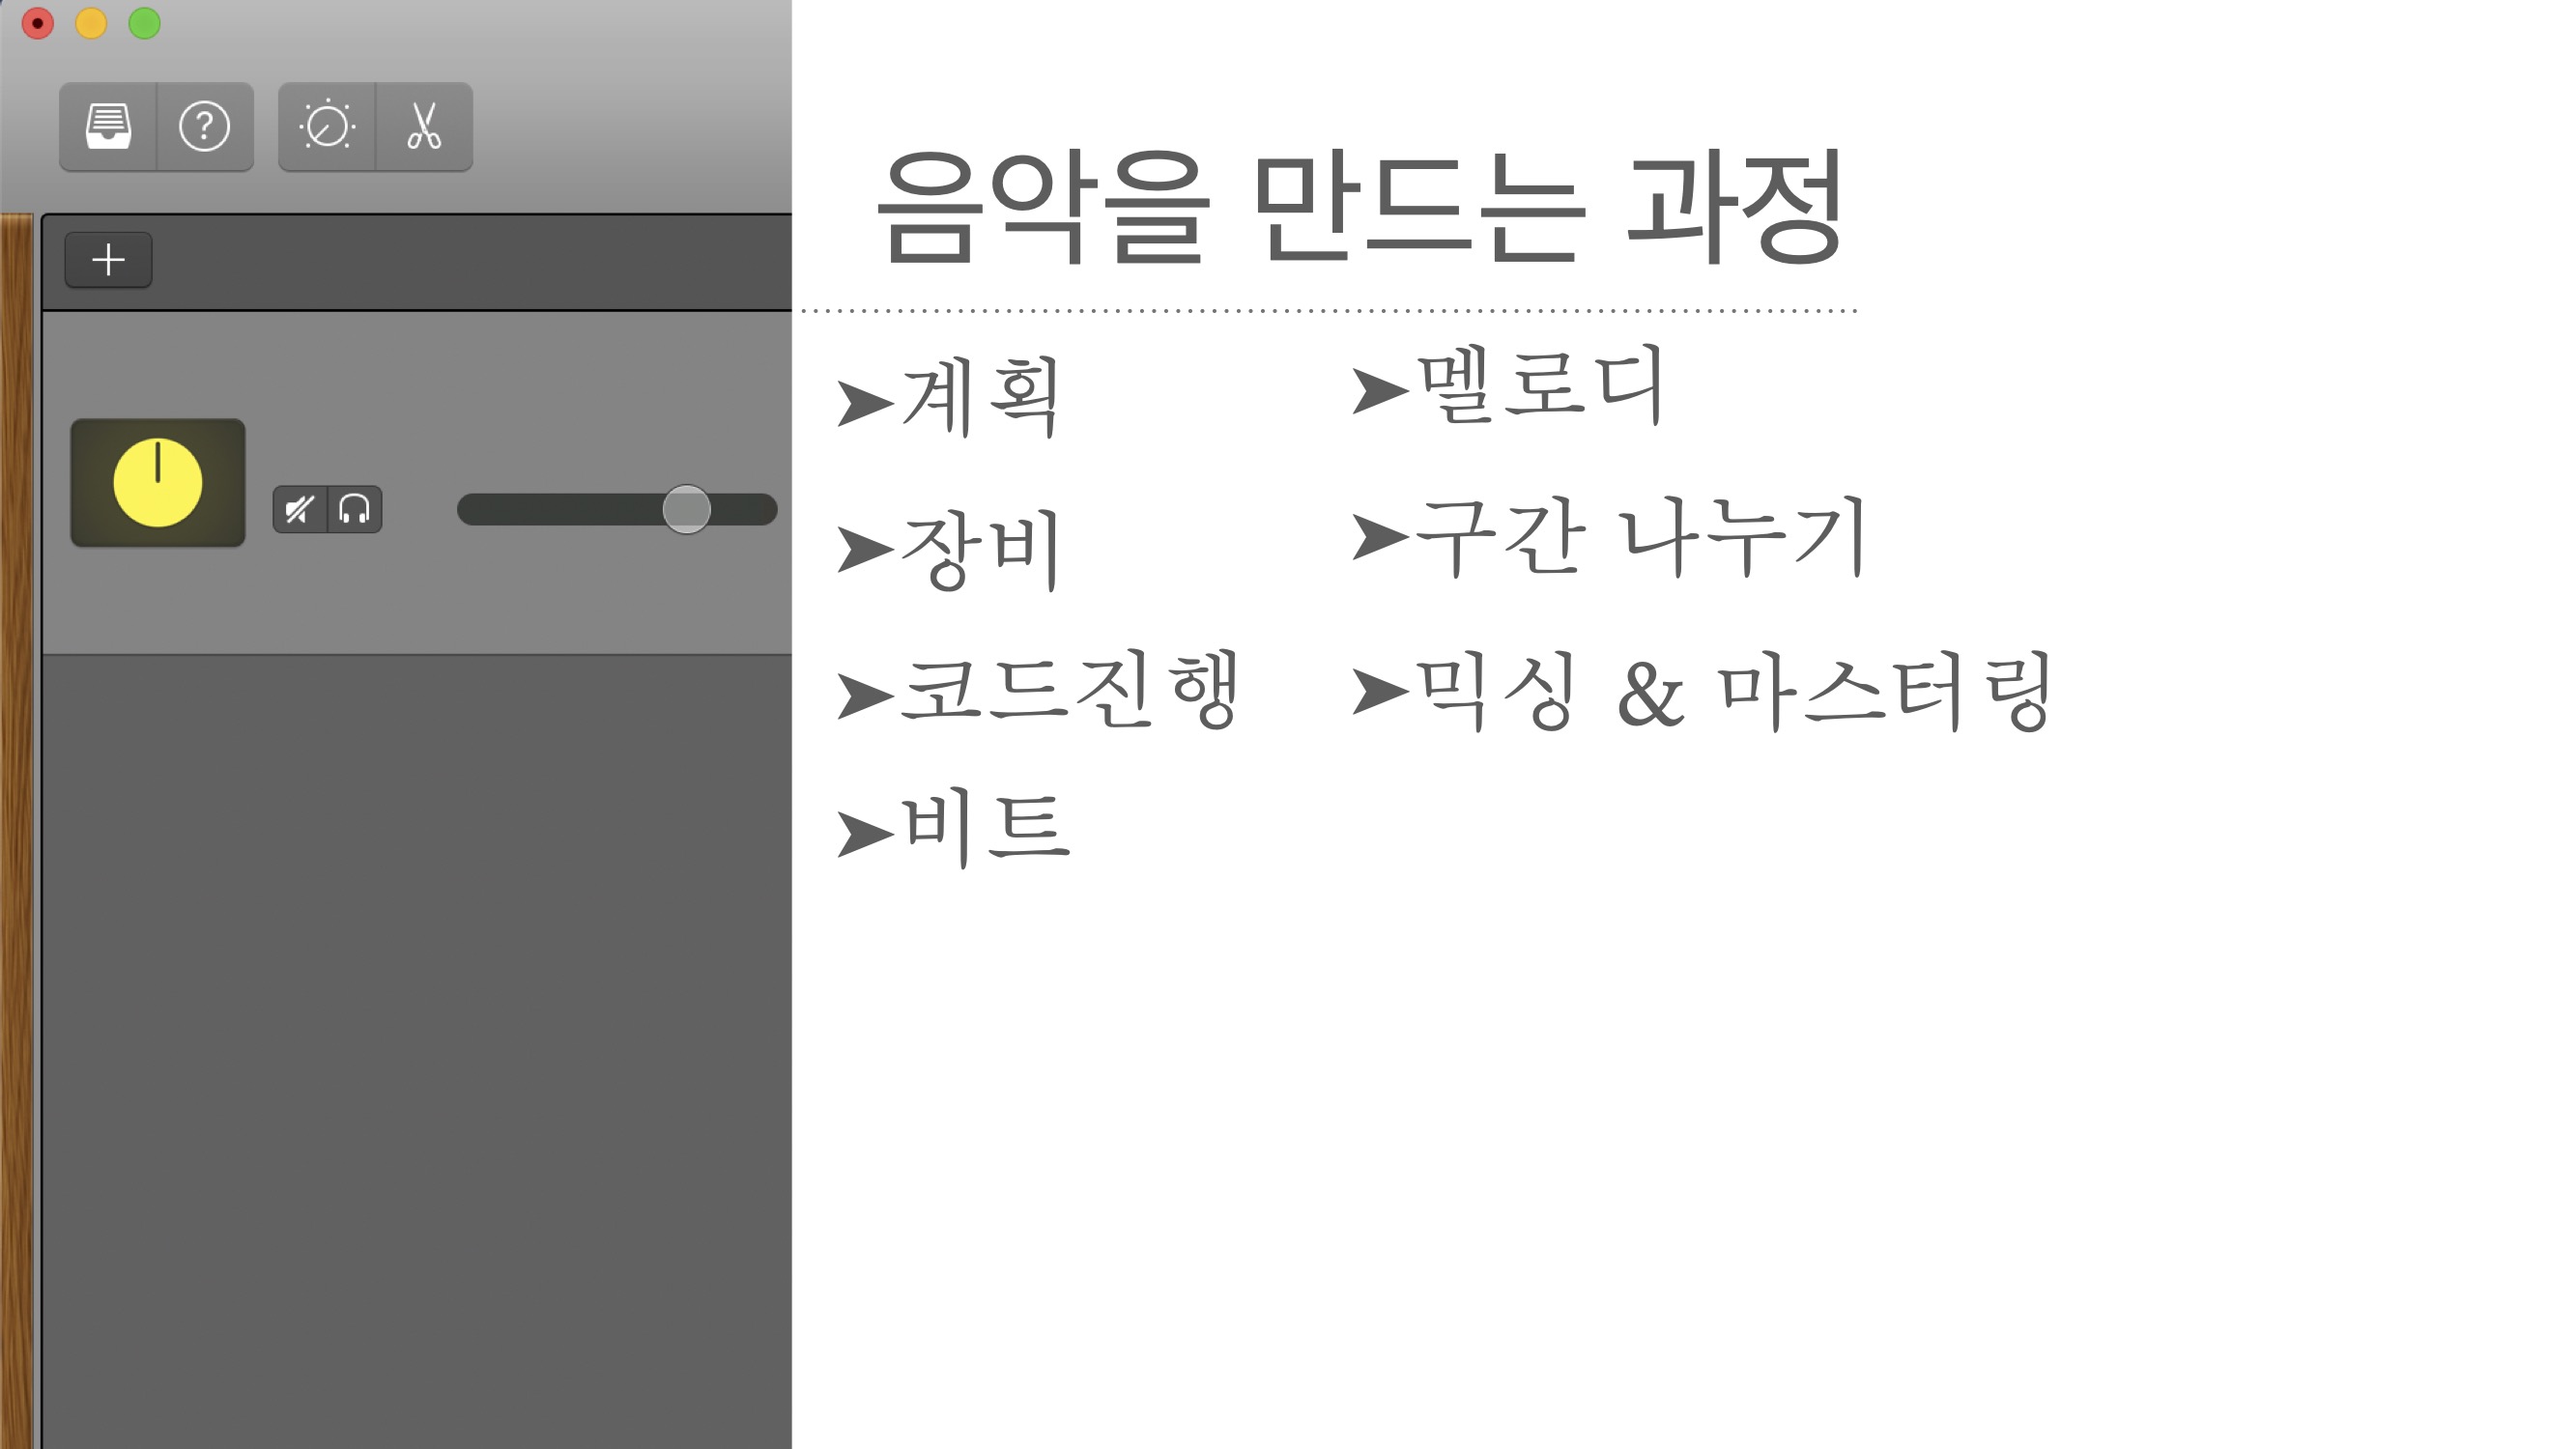 음악을 만드는 과정
➤계획
➤장비
➤코드진행
➤비트
➤멜로디
➤구간 나누기
➤믹싱 & 마스터링